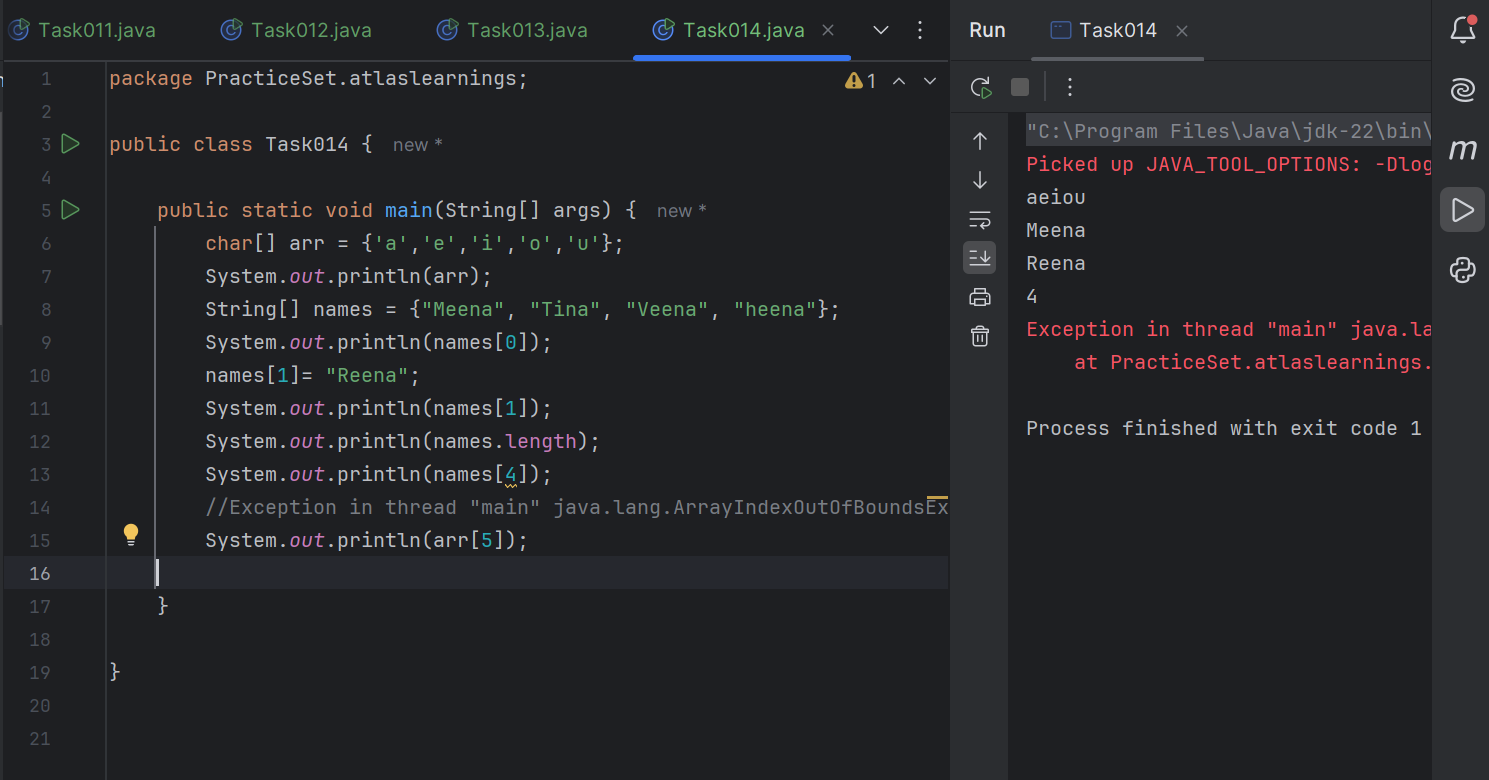 Task011.java Task012.java Task013.java Task014.java
Run Task014
1 package PracticeSet.atlaslearnings; 1
2
3 public class Task014 { new *
4
5 public static void main(String[] args) { new *
6 char[] arr = {'a','e','i','o','u'};
7 System.out.println(arr);
8 String[] names = {"Meena", "Tina", "Veena", "heena"};
9 System.out.println(names[0]);
10 names[1]= "Reena";
11 System.out.println(names[1]);
12 System.out.println(names.length);
13 System.out.println(names[4]);
14 //Exception in thread "main" java.lang.ArrayIndexOutOfBoundsEx
15 System.out.println(arr[5]);
16
17 }
18
19 }
20
21
"C:\Program Files\Java\jdk-22\bin\
Picked up JAVA_TOOL_OPTIONS: -Dlog
aeiou
Meena
Reena
4
Exception in thread "main" java.la
at PracticeSet.atlaslearnings.
Process finished with exit code 1
m